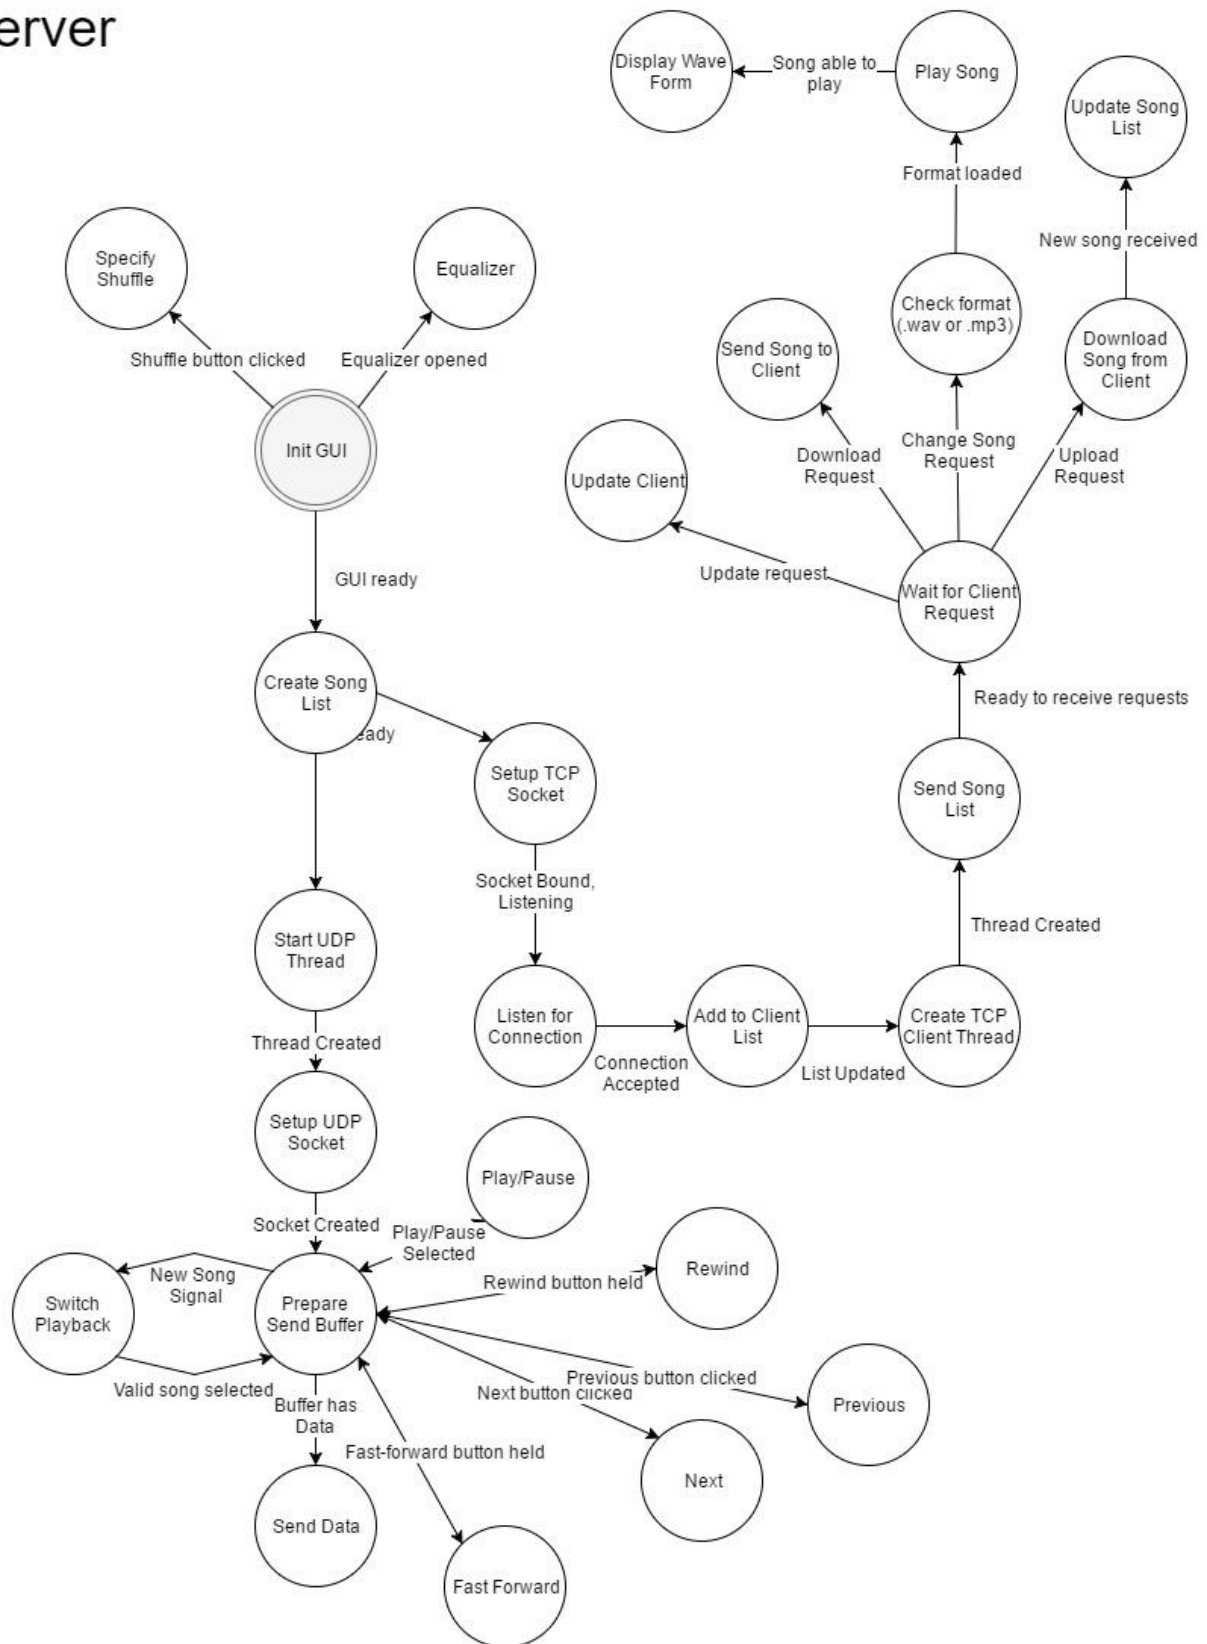 erver
Display Wave
Form
Song able to
play
Play Song
Update Song
List
Format loaded
New song received
Specify
Shuffle
Equalizer
Check format
(.wav or .mp3)
Send Song to
Client
Download
Song from
Client
Shuffle button clicked
Equalizer opened
Init GUI
Update Client
Download
Request
Change Song
Request
Upload
Request
Update request
Wait for Client
Request
GUI ready
Create Song
List
eady
Ready to receive requests
Setup TCP
Socket
Send Song
List
Socket Bound,
Listening
Start UDP
Thread
Thread Created
Listen for
Connection
Add to Client
List
Create TCP
Client Thread
Thread Created
Connection
Accepted
List Updated
Setup UDP
Socket
Play/Pause
Socket Created
Play/Pause
Selected
New Song
Signal
Rewind button held
Rewind
Switch
Playback
Prepare
Send Buffer
Valid song selected
Previous button clicked
Next button clicked
Buffer has
Data
Previous
Fast-forward button held
Next
Send Data
Fast Forward